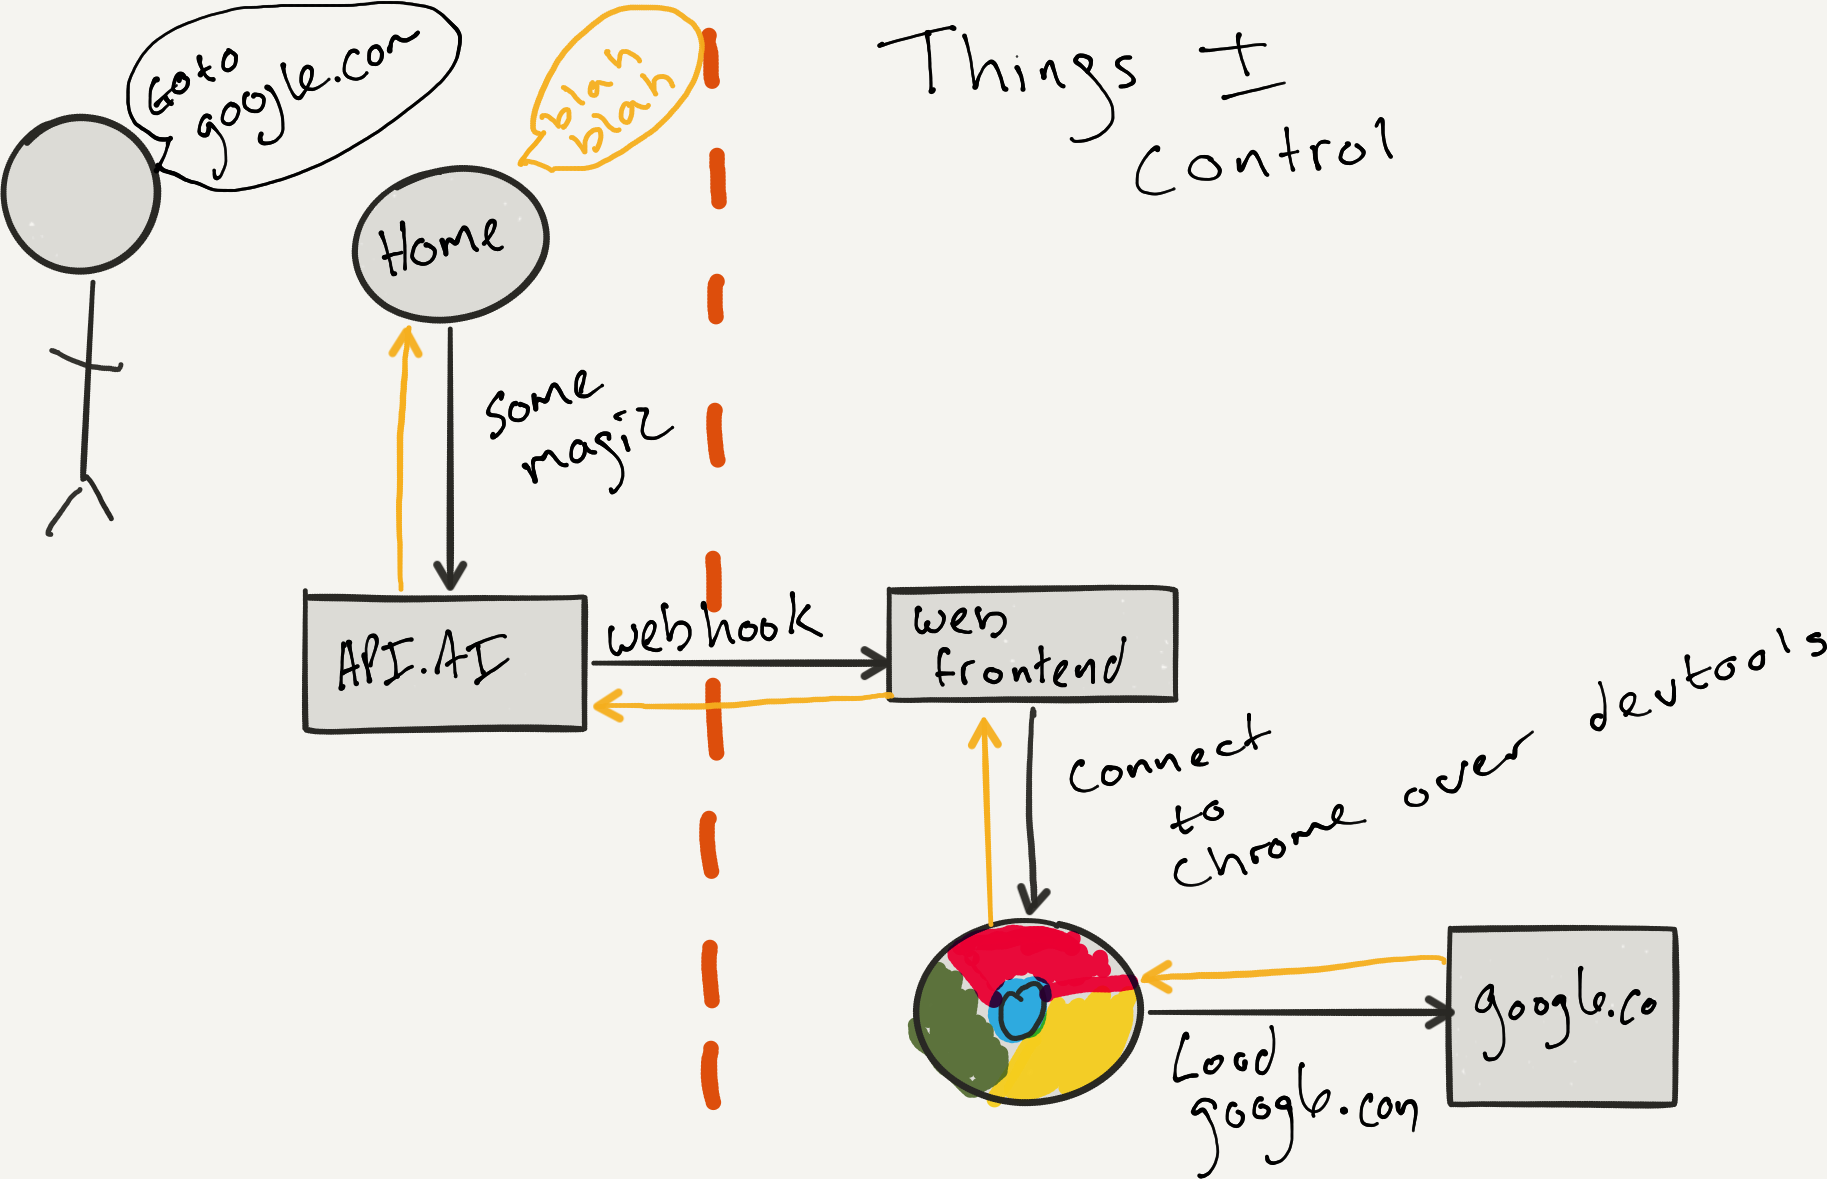 Goto
google.com
blah
blah
Things I
Control
Home
some
magic
API.AI
webhook
web
frontend
Connect
to
Chrome over devtools
Load
google.com
google.co